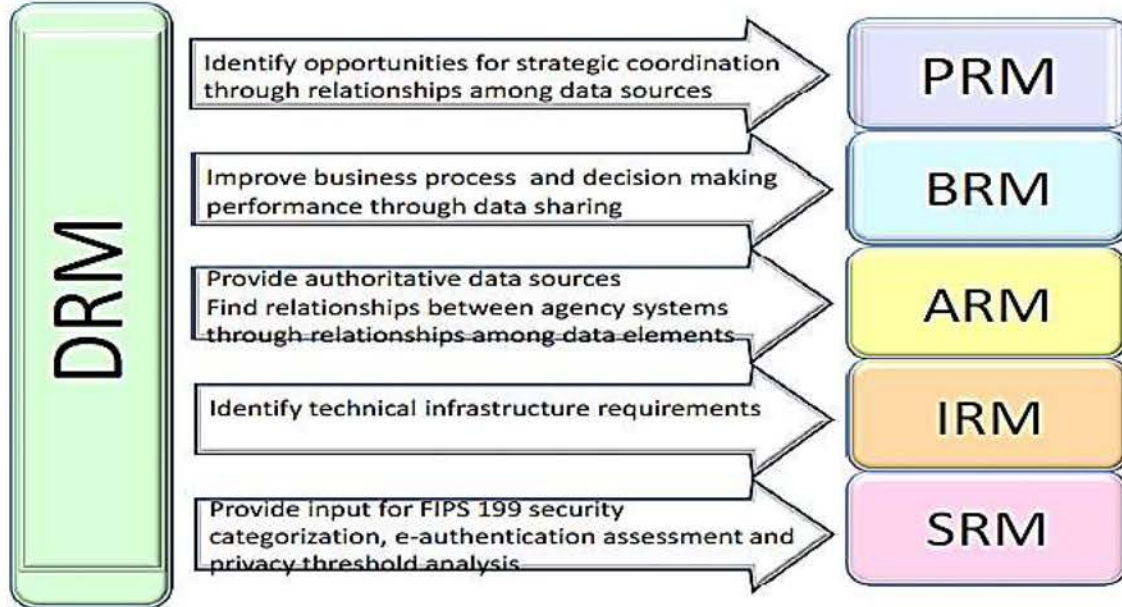 DRM
Identify opportunities for strategic coordination
through relationships among data sources
PRM
Improve business process and decision making
performance through data sharing
BRM
Provide authoritative data sources
Find relationships between agency systems
through relationships among data elements
ARM
Identify technical infrastructure requirements
IRM
Provide input for FIPS 199 security
categorization, e-authentication assessment and
privacy threshold analysis
SRM